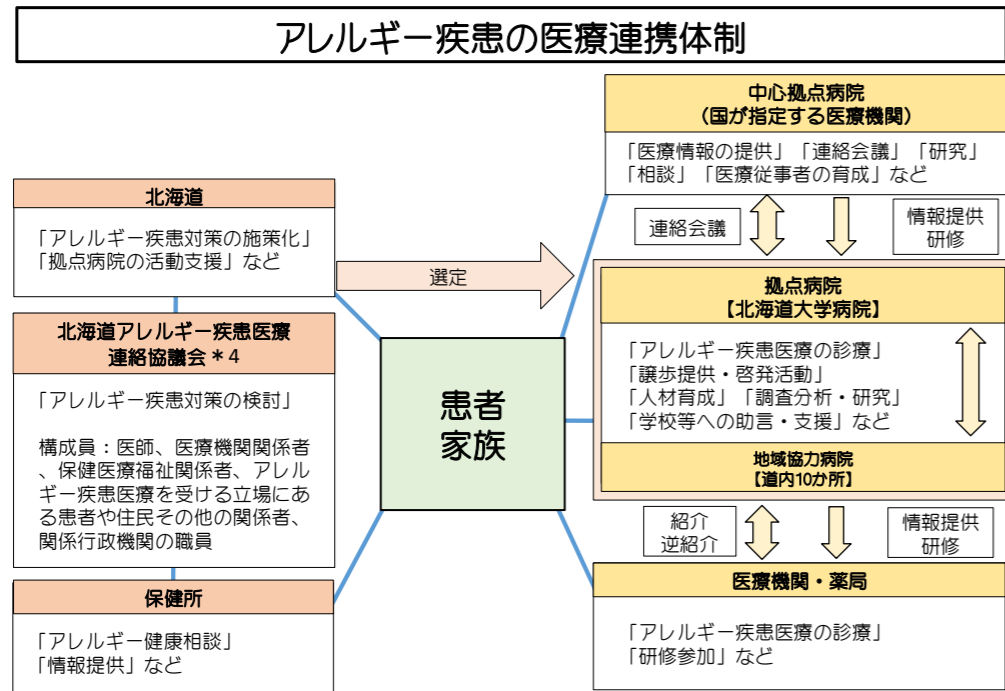 アレルギー疾患の医療連携体制
北海道
「アレルギー疾患対策の施策化」
「拠点病院の活動支援」など
北海道アレルギー疾患医療
連絡協議会＊4
「アレルギー疾患対策の検討」
構成員：医師、医療機関関係者
、保健医療福祉関係者、アレル
ギー疾患医療を受ける立場にあ
る患者や住民その他の関係者、
関係行政機関の職員
保健所
「アレルギー健康相談」
「情報提供」など
選定
患者
家族
中心拠点病院
（国が指定する医療機関）
「医療情報の提供」「連絡会議」「研究」
「相談」「医療従事者の育成」など
連絡会議
情報提供
研修
拠点病院
【北海道大学病院】
「アレルギー疾患医療の診療」
「譲歩提供・啓発活動」
「人材育成」「調査分析・研究」
「学校等への助言・支援」など
地域協力病院
【道内10か所】
紹介
逆紹介
情報提供
研修
医療機関・薬局
「アレルギー疾患医療の診療」
「研修参加」など